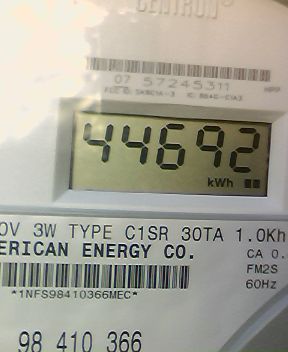 CENTRON
07 57245311
44692
kWh
0V 3W TYPE C1SR 30TA 1.0Kh
ERICAN ENERGY CO.
CA 0.
FM2S
60Hz
*1NFS98410366MEC*
98 410 366